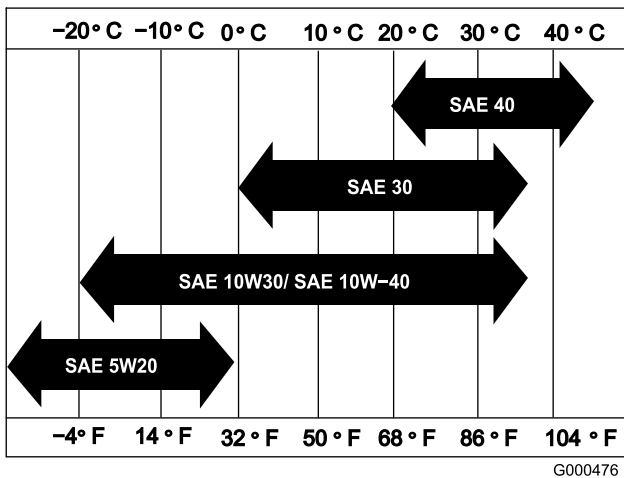 −20° C −10° C 0° C 10° C 20° C 30° C 40° C
SAE 40
SAE 30
SAE 10W30/ SAE 10W−40
SAE 5W20
−4° F 14 ° F 32 ° F 50 ° F 68 ° F 86 ° F 104 ° F
G000476